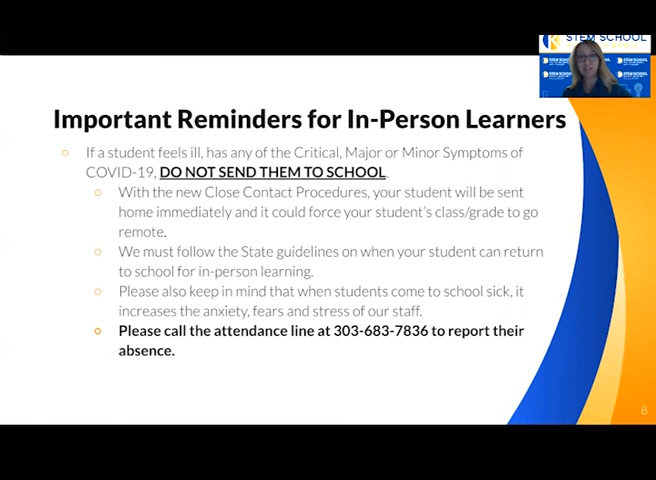 STEM SCHOOL
Important Reminders for In-Person Learners
If a student feels ill, has any of the Critical, Major or Minor Symptoms of
COVID-19, DO NOT SEND THEM TO SCHOOL.
With the new Close Contact Procedures, your student will be sent
home immediately and it could force your student's class/grade to go
remote.
We must follow the State guidelines on when your student can return
to school for in-person learning.
Please also keep in mind that when students come to school sick, it
increases the anxiety, fears and stress of our staff.
Please call the attendance line at 303-683-7836 to report their
absence.
8